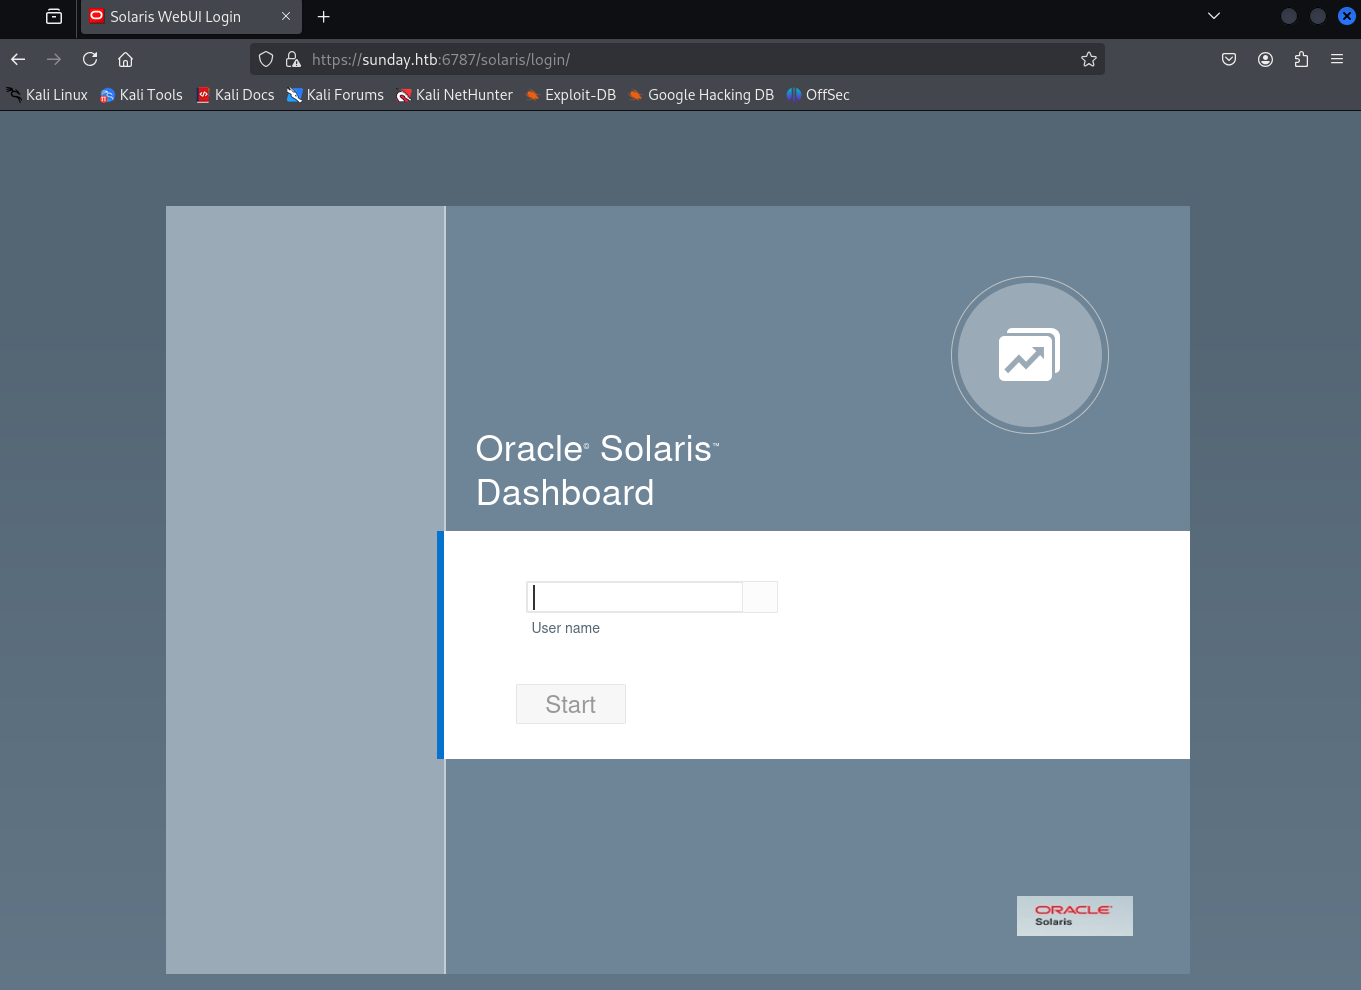 Solaris WebUI Login
https://sunday.htb:6787/solaris/login/
Kali Linux Kali Tools Kali Docs Kali Forums Kali NetHunter Exploit-DB Google Hacking DB OffSec
Oracle© Solaris™
Dashboard
User name
Start
ORACLE
Solaris